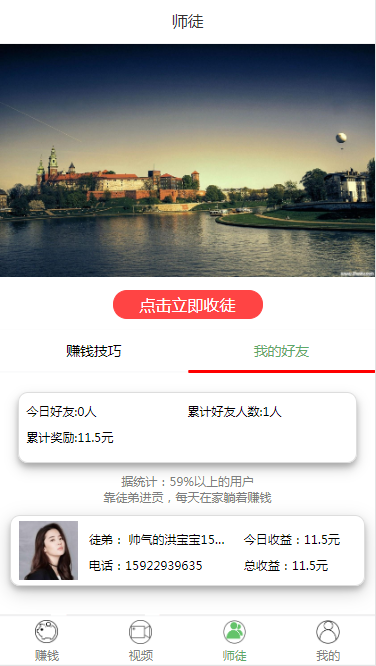 师徒
点击立即收徒
赚钱技巧 我的好友
今日好友:0人 累计好友人数:1人
累计奖励:11.5元
据统计：59%以上的用户
靠徒弟进贡，每天在家躺着赚钱
徒弟： 帅气的洪宝宝15... 今日收益：11.5元
电话：15922939635 总收益：11.5元
赚钱 视频 师徒 我的